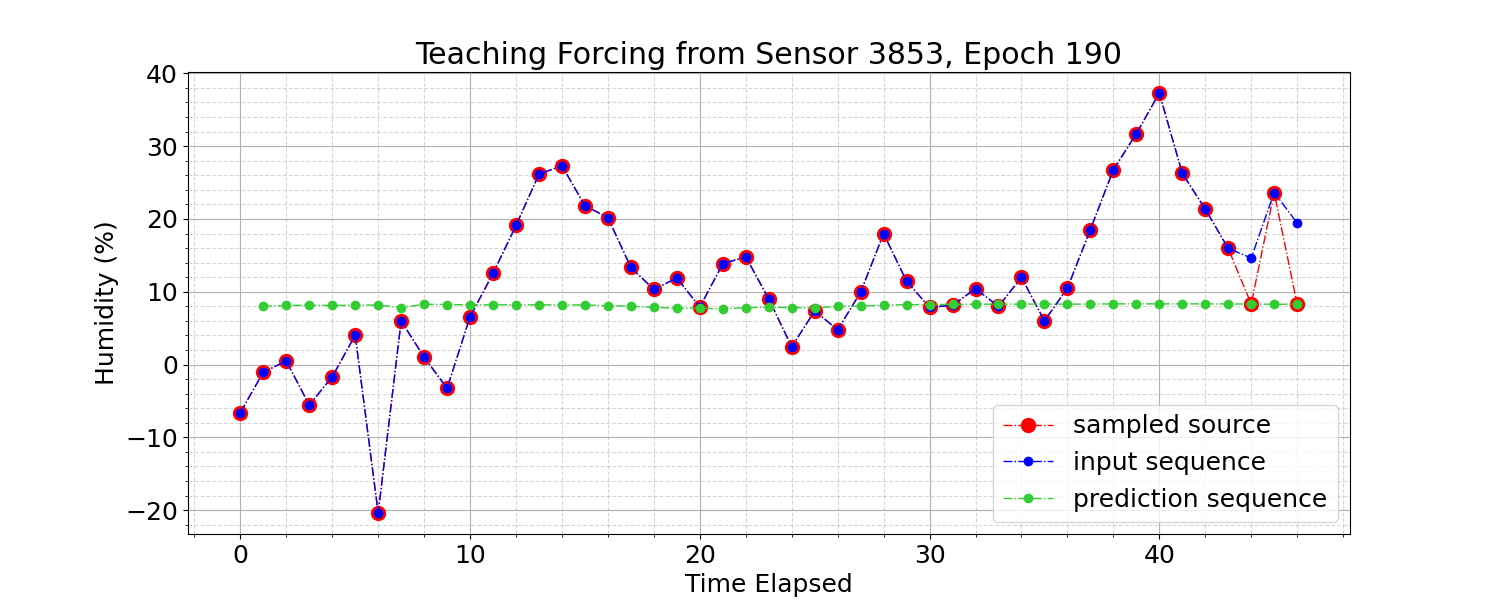 Teaching Forcing from Sensor 3853, Epoch 190
40
30
20
10
0
−10
−20
Humidity (%)
0 10 20 30 40
Time Elapsed
sampled source
input sequence
prediction sequence